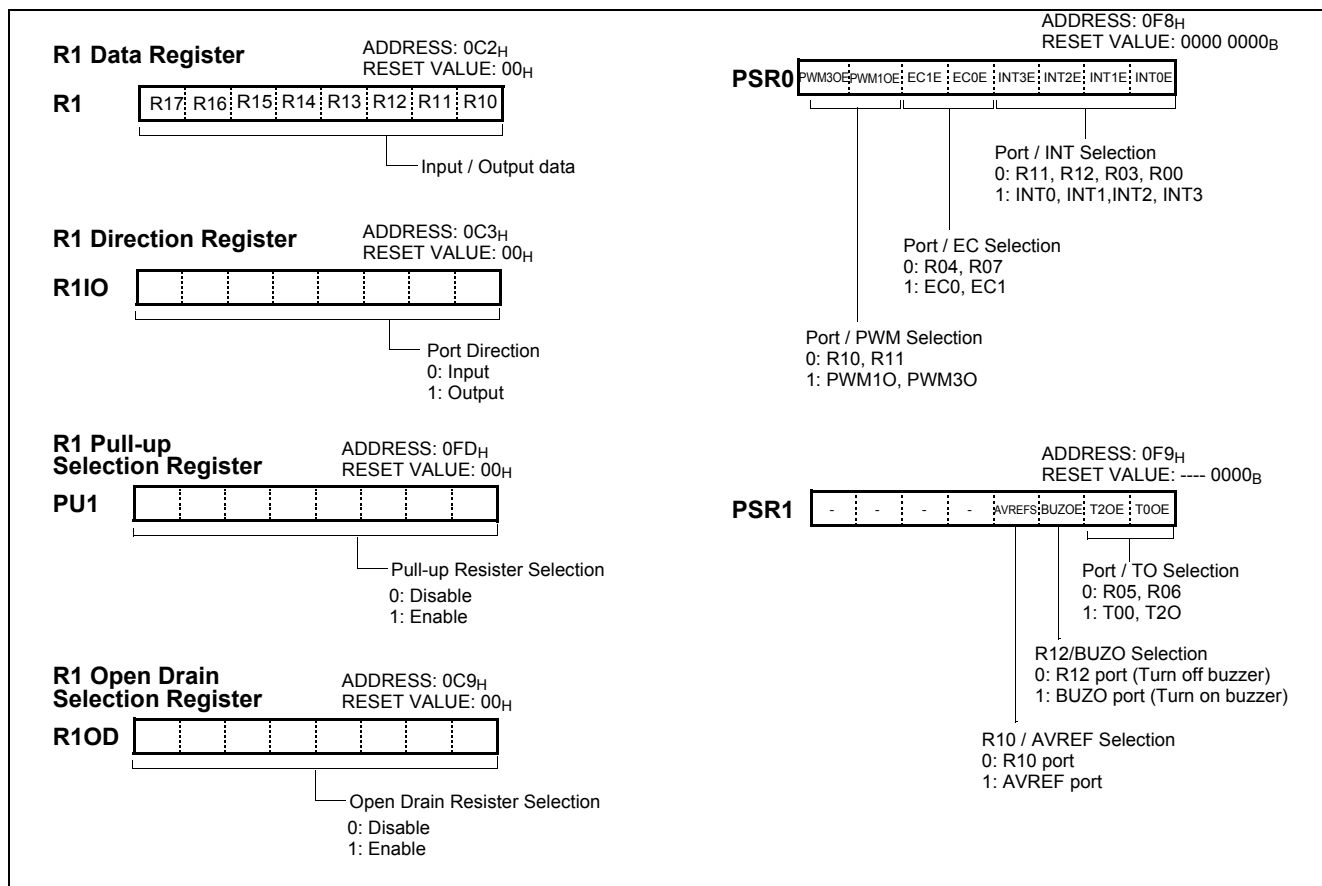 R1 Data Register
ADDRESS: 0C2H
RESET VALUE: 00H
R1
R17 R16 R15 R14 R13 R12 R11 R10
Input / Output data
R1 Direction Register
ADDRESS: 0C3H
RESET VALUE: 00H
R1IO
Port Direction
0: Input
1: Output
R1 Pull-up
Selection Register
ADDRESS: 0FDH
RESET VALUE: 00H
PU1
Pull-up Resister Selection
0: Disable
1: Enable
R1 Open Drain
Selection Register
ADDRESS: 0C9H
RESET VALUE: 00H
R1OD
Open Drain Resister Selection
0: Disable
1: Enable
ADDRESS: 0F8H
RESET VALUE: 0000 0000B
PSR0
PWM3OE PWM1OE EC1E EC0E INT3E INT2E INT1E INT0E
Port / INT Selection
0: R11, R12, R03, R00
1: INT0, INT1,INT2, INT3
Port / EC Selection
0: R04, R07
1: EC0, EC1
Port / PWM Selection
0: R10, R11
1: PWM1O, PWM3O
ADDRESS: 0F9H
RESET VALUE: ---- 0000B
PSR1
- - - - AVREFS BUZOE T2OE T0OE
Port / TO Selection
0: R05, R06
1: T00, T2O
R12/BUZO Selection
0: R12 port (Turn off buzzer)
1: BUZO port (Turn on buzzer)
R10 / AVREF Selection
0: R10 port
1: AVREF port